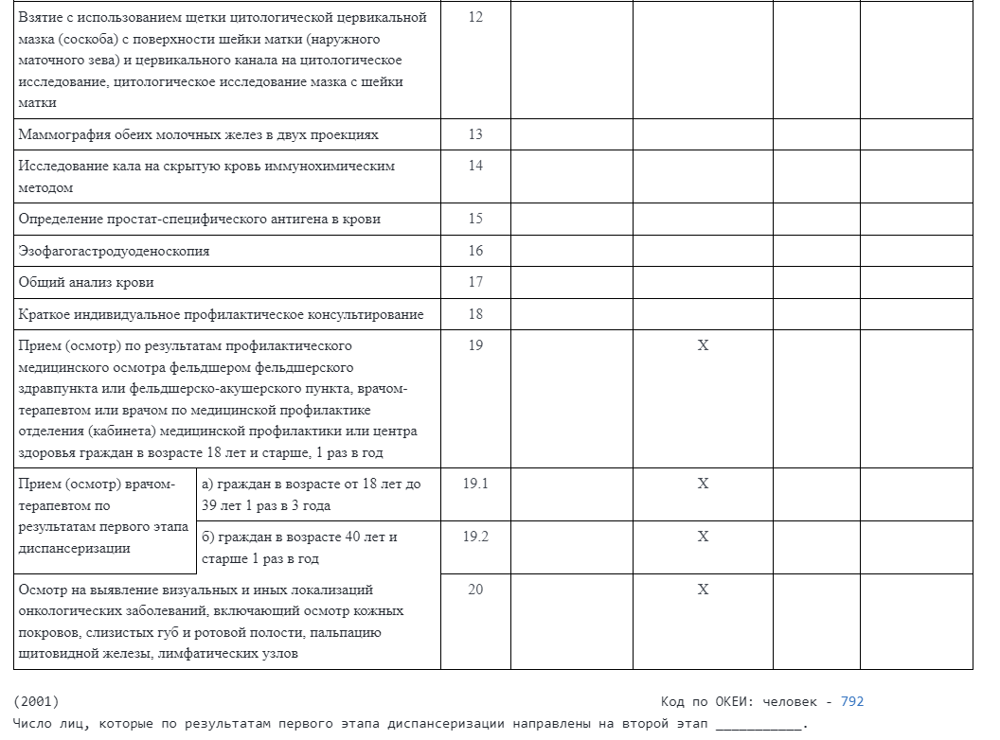 Взятие с использованием щетки цитологической цервикальной
мазка (соскоба) с поверхности шейки матки (наружного
маточного зева) и цервикального канала на цитологическое
исследование, цитологическое исследование мазка с шейки
матки
12
Маммография обеих молочных желез в двух проекциях
13
Исследование кала на скрытую кровь иммунохимическим
методом
14
Определение простат-специфического антигена в крови
15
Эзофагогастродуоденоскопия
16
Общий анализ крови
17
Краткое индивидуальное профилактическое консультирование
18
Прием (осмотр) по результатам профилактического
медицинского осмотра фельдшером фельдшерского
здравпункта или фельдшерско-акушерского пункта, врачом-
терапевтом или врачом по медицинской профилактике
отделения (кабинета) медицинской профилактики или центра
здоровья граждан в возрасте 18 лет и старше, 1 раз в год
19
X
Прием (осмотр) врачом-
терапевтом по
результатам первого этапа
диспансеризации
а) граждан в возрасте от 18 лет до
39 лет 1 раз в 3 года
19.1
X
б) граждан в возрасте 40 лет и
старше 1 раз в год
19.2
X
Осмотр на выявление визуальных и иных локализаций
онкологических заболеваний, включающий осмотр кожных
покровов, слизистых губ и ротовой полости, пальпацию
щитовидной железы, лимфатических узлов
20
X
(2001) Код по ОКЕИ: человек - 792
Число лиц, которые по результатам первого этапа диспансеризации направлены на второй этап ___________.